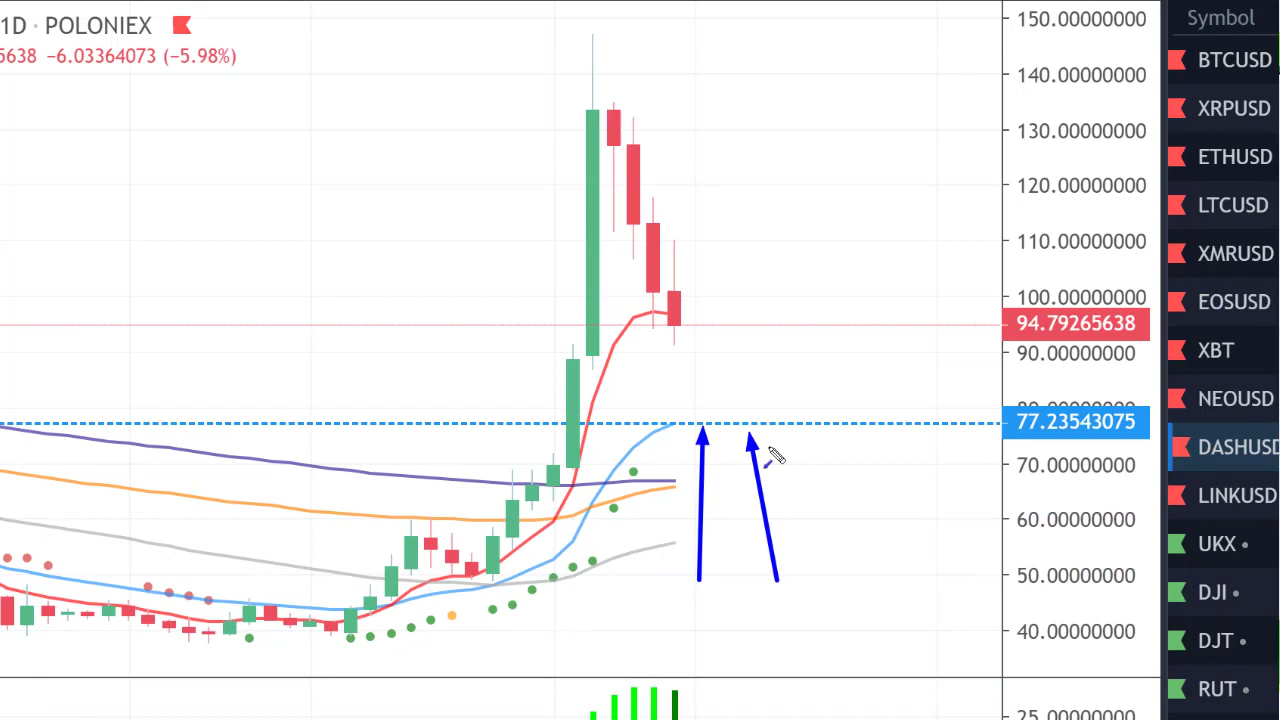 1D · POLONIEX
5638 −6.03364073 (−5.98%)
150.00000000
140.00000000
130.00000000
120.00000000
110.00000000
100.00000000
94.79265638
90.00000000
77.23543075
70.00000000
60.00000000
50.00000000
40.00000000
25.00000000
Symbol
BTCUSD
XRPUSD
ETHUSD
LTCUSD
XMRUSD
EOSUSD
XBT
NEOUSD
DASHUSD
LINKUSD
UKX
DJI
DJT
RUT